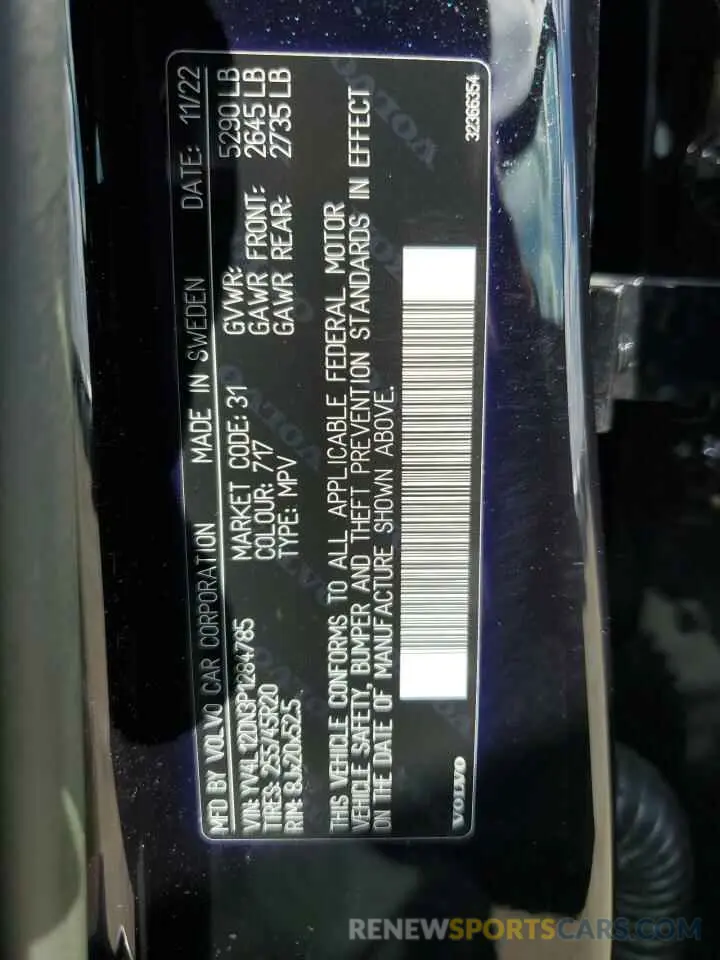 MFD BY VOLVO CAR CORPORATION MADE IN SWEDEN DATE: 11/22
VIN: YV4L12DN3P1284785 MARKET CODE: 31 GVWR: 5290 LB
TIRES: 255/45R20 COLOUR: 717 GAWR FRONT: 2645 LB
RIM: 8Jx20x52.5 TYPE: MPV GAWR REAR: 2735 LB
THIS VEHICLE CONFORMS TO ALL APPLICABLE FEDERAL MOTOR
VEHICLE SAFETY, BUMPER AND THEFT PREVENTION STANDARDS IN EFFECT
ON THE DATE OF MANUFACTURE SHOWN ABOVE.
VOLVO 32366354
RENEWSPORTSCARS.COM